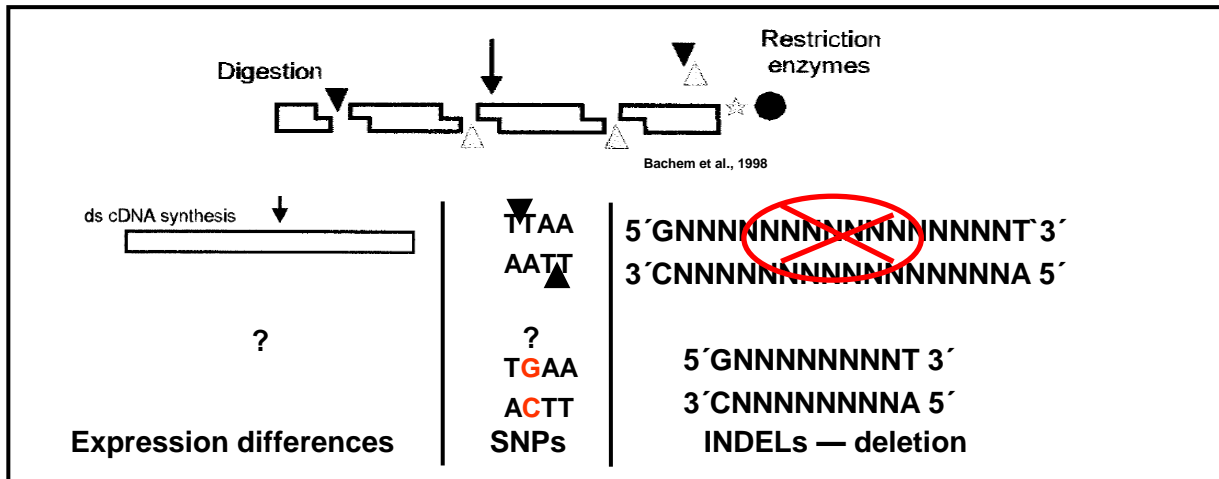 Digestion
Restriction
enzymes
Bachem et al., 1998
ds cDNA synthesis
TTAA
AATT
5´GNNNNNNNNNNNNNNNNNNT`3´
3´CNNNNNNNNNNNNNNNNNNA 5´
?
?
TGAA
ACTT
5´GNNNNNNNNT 3´
3´CNNNNNNNNA 5´
Expression differences
SNPs
INDELs — deletion